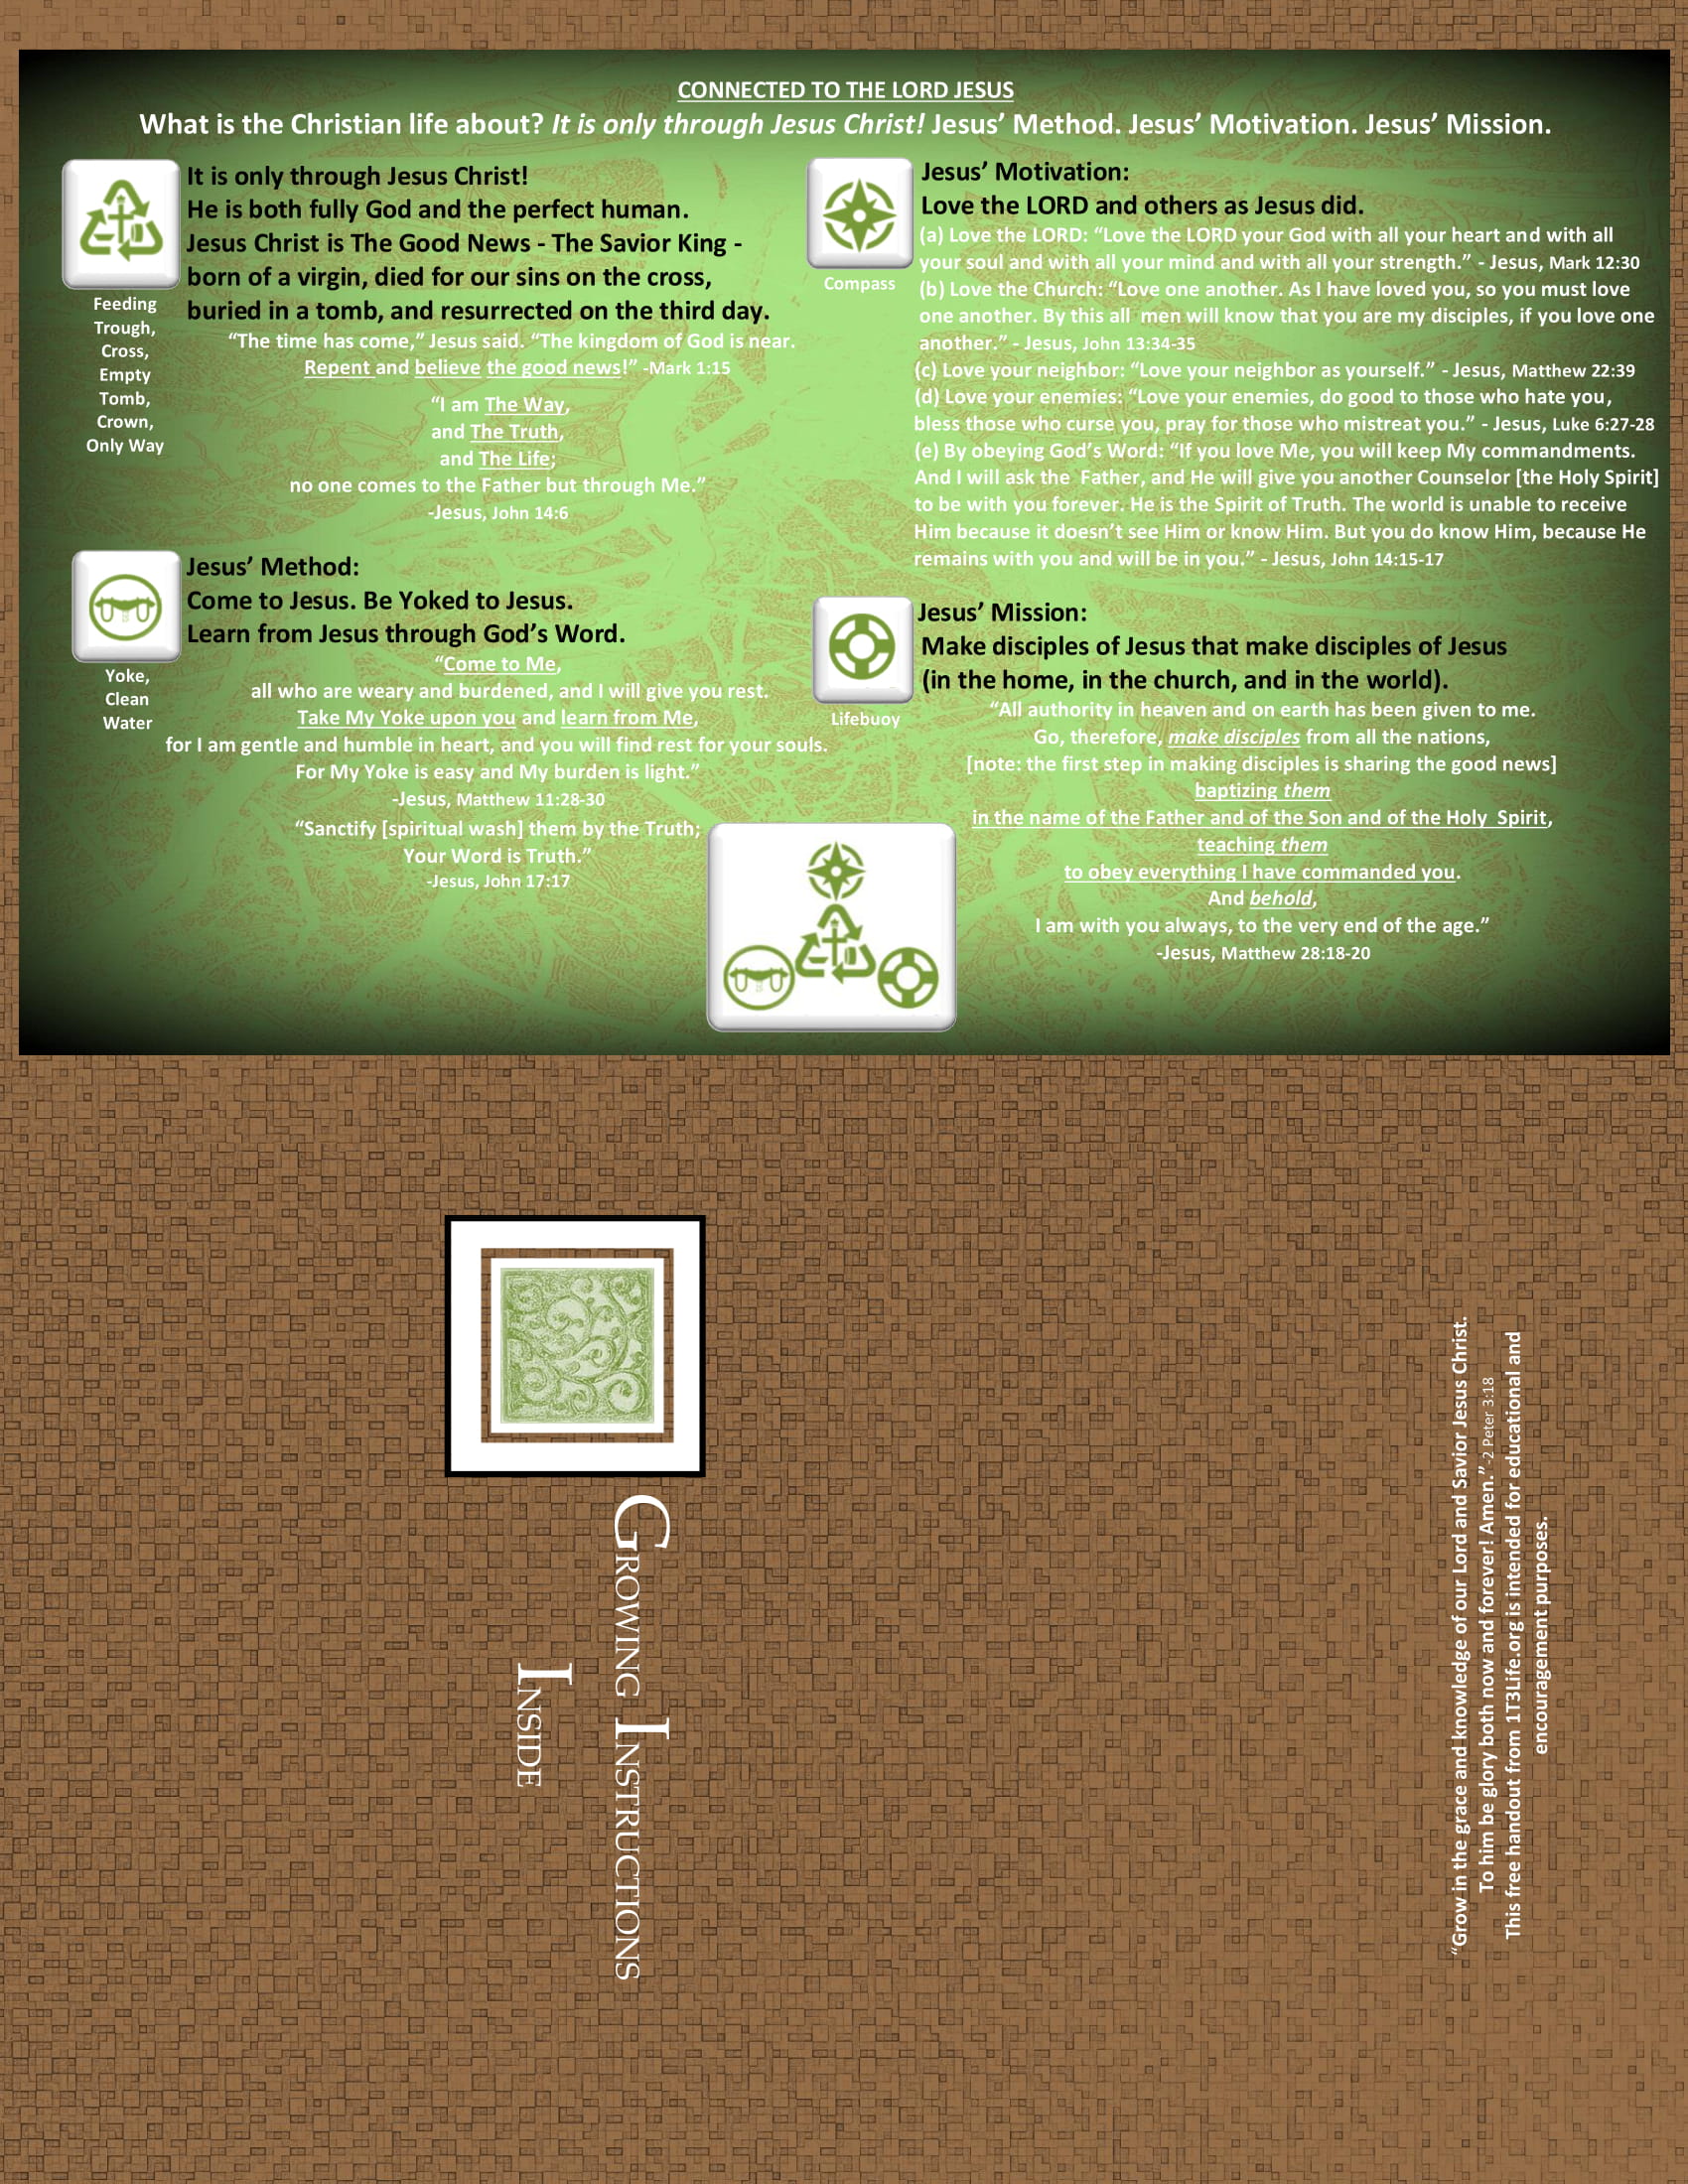 CONNECTED TO THE LORD JESUS
What is the Christian life about? It is only through Jesus Christ! Jesus’ Method. Jesus’ Motivation. Jesus’ Mission.
It is only through Jesus Christ!
He is both fully God and the perfect human.
Jesus Christ is The Good News - The Savior King -
born of a virgin, died for our sins on the cross,
buried in a tomb, and resurrected on the third day.
Feeding
Trough,
Cross,
Empty
Tomb,
Crown,
Only Way
“The time has come,” Jesus said. “The kingdom of God is near.
Repent and believe the good news!” -Mark 1:15
“I am The Way,
and The Truth,
and The Life;
no one comes to the Father but through Me.”
-Jesus, John 14:6
Jesus’ Method:
Come to Jesus. Be Yoked to Jesus.
Learn from Jesus through God’s Word.
Yoke,
Clean
Water
“Come to Me,
all who are weary and burdened, and I will give you rest.
Take My Yoke upon you and learn from Me,
for I am gentle and humble in heart, and you will find rest for your souls.
For My Yoke is easy and My burden is light.”
-Jesus, Matthew 11:28-30
“Sanctify [spiritual wash] them by the Truth;
Your Word is Truth.”
-Jesus, John 17:17
Jesus’ Motivation:
Love the LORD and others as Jesus did.
Compass
(a) Love the LORD: “Love the LORD your God with all your heart and with all
your soul and with all your mind and with all your strength.” - Jesus, Mark 12:30
(b) Love the Church: “Love one another. As I have loved you, so you must love
one another. By this all men will know that you are my disciples, if you love one
another.” - Jesus, John 13:34-35
(c) Love your neighbor: “Love your neighbor as yourself.” - Jesus, Matthew 22:39
(d) Love your enemies: “Love your enemies, do good to those who hate you,
bless those who curse you, pray for those who mistreat you.” - Jesus, Luke 6:27-28
(e) By obeying God’s Word: “If you love Me, you will keep My commandments.
And I will ask the Father, and He will give you another Counselor [the Holy Spirit]
to be with you forever. He is the Spirit of Truth. The world is unable to receive
Him because it doesn’t see Him or know Him. But you do know Him, because He
remains with you and will be in you.” - Jesus, John 14:15-17
Jesus’ Mission:
Make disciples of Jesus that make disciples of Jesus
(in the home, in the church, and in the world).
Lifebuoy
“All authority in heaven and on earth has been given to me.
Go, therefore, make disciples from all the nations,
[note: the first step in making disciples is sharing the good news]
baptizing them
in the name of the Father and of the Son and of the Holy Spirit,
teaching them
to obey everything I have commanded you.
And behold,
I am with you always, to the very end of the age.”
-Jesus, Matthew 28:18-20
GROWING INSTRUCTIONS
INSIDE
“Grow in the grace and knowledge of our Lord and Savior Jesus Christ.
To him be glory both now and forever! Amen.” -2 Peter 3:18
This free handout from 1T3Life.org is intended for educational and
encouragement purposes.